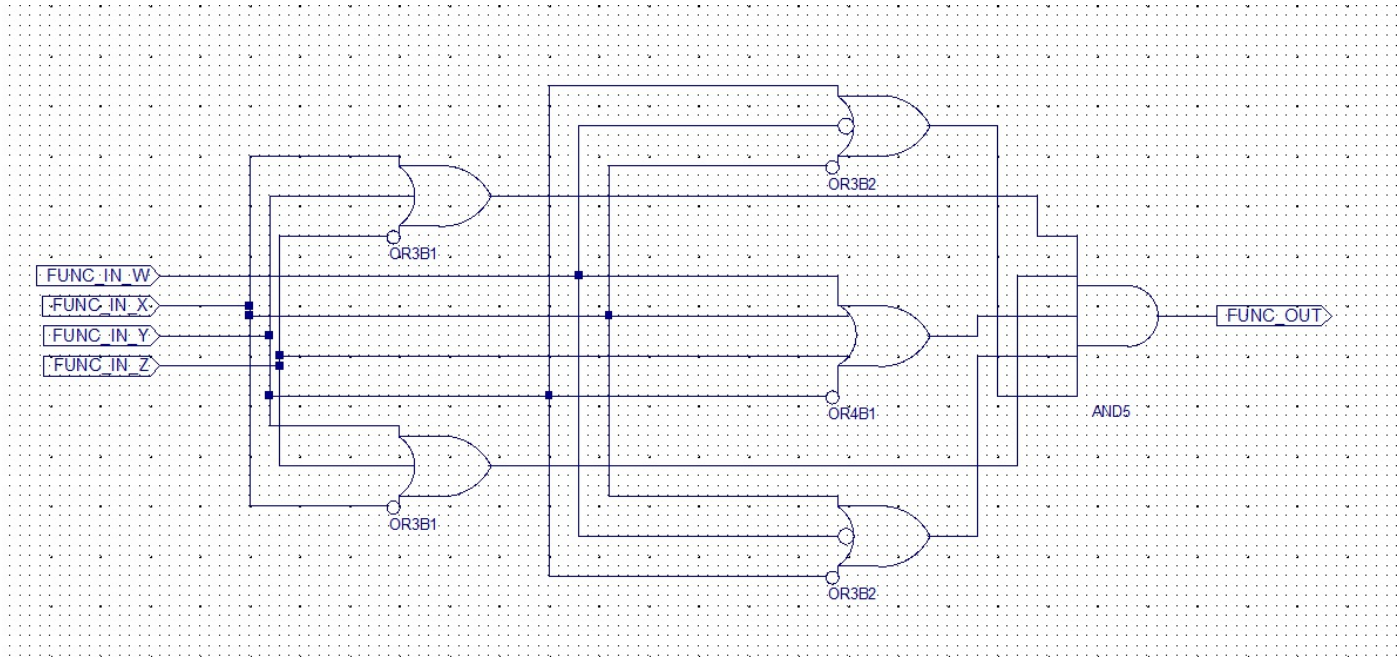 OR3B2
OR3B1
FUNC_IN_W
FUNC_IN_X
FUNC_IN_Y
FUNC_IN_Z
FUNC_OUT
OR4B1
AND5
OR3B1
OR3B2